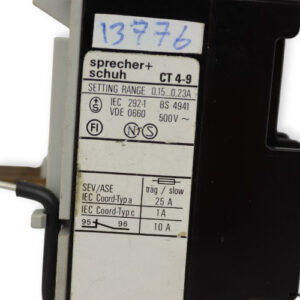 13776
sprecher+
schuh CT 4-9
SETTING RANGE 0,15...0,23A
IEC 292-1 BS 4941
VDE 0660 500V ~
FI N S
SEV/ASE träg / slow
IEC Coord-Typ a 25 A
IEC Coord-Typ c 1A
95 96 10 A